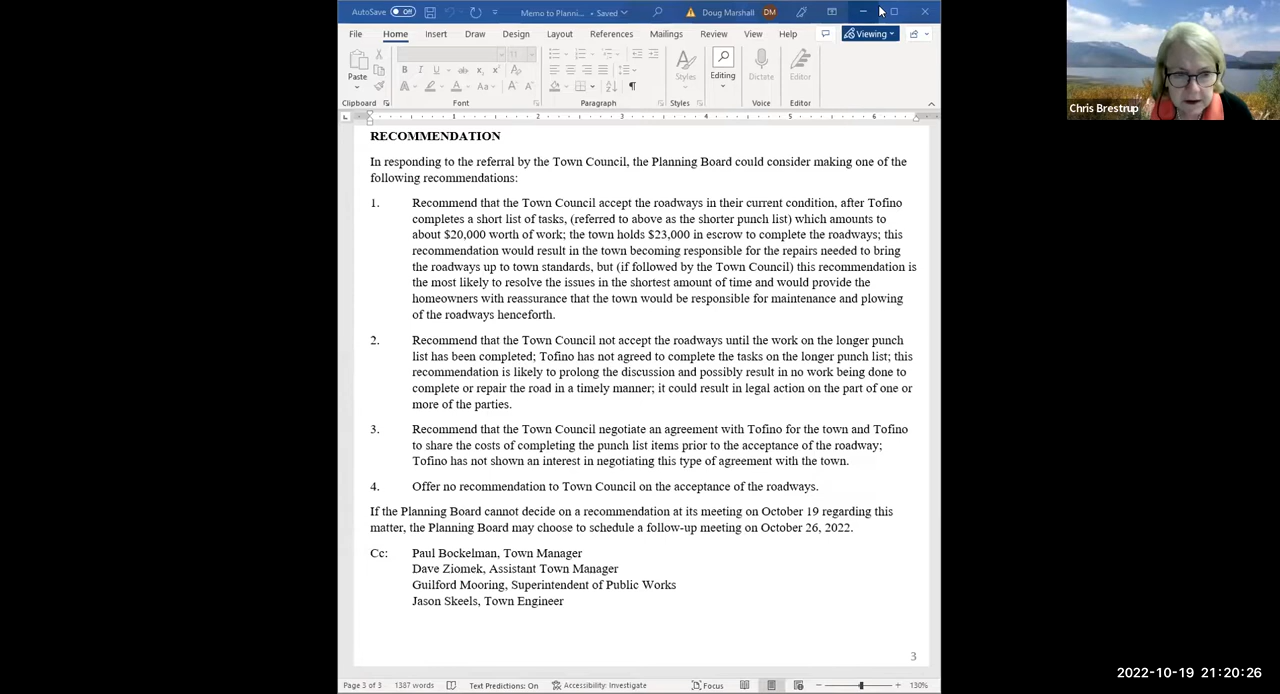 AutoSave Off Memo to Planni... • Saved Doug Marshall DM
File Home Insert Draw Design Layout References Mailings Review View Help Viewing
11
Paste
B I U ab x x A
A A Aa A A
Styles Editing Dictate Editor
Clipboard Font Paragraph Styles Voice Editor
1 2 3 4 5 6
Chris Brestrup
RECOMMENDATION
In responding to the referral by the Town Council, the Planning Board could consider making one of the
following recommendations:
1. Recommend that the Town Council accept the roadways in their current condition, after Tofino
completes a short list of tasks, (referred to above as the shorter punch list) which amounts to
about $20,000 worth of work; the town holds $23,000 in escrow to complete the roadways; this
recommendation would result in the town becoming responsible for the repairs needed to bring
the roadways up to town standards, but (if followed by the Town Council) this recommendation is
the most likely to resolve the issues in the shortest amount of time and would provide the
homeowners with reassurance that the town would be responsible for maintenance and plowing
of the roadways henceforth.
2. Recommend that the Town Council not accept the roadways until the work on the longer punch
list has been completed; Tofino has not agreed to complete the tasks on the longer punch list; this
recommendation is likely to prolong the discussion and possibly result in no work being done to
complete or repair the road in a timely manner; it could result in legal action on the part of one or
more of the parties.
3. Recommend that the Town Council negotiate an agreement with Tofino for the town and Tofino
to share the costs of completing the punch list items prior to the acceptance of the roadway;
Tofino has not shown an interest in negotiating this type of agreement with the town.
4. Offer no recommendation to Town Council on the acceptance of the roadways.
If the Planning Board cannot decide on a recommendation at its meeting on October 19 regarding this
matter, the Planning Board may choose to schedule a follow-up meeting on October 26, 2022.
Cc: Paul Bockelman, Town Manager
Dave Ziomek, Assistant Town Manager
Guilford Mooring, Superintendent of Public Works
Jason Skeels, Town Engineer
3
2022-10-19 21:20:26
Page 3 of 3 1387 words Text Predictions: On Accessibility: Investigate Focus 130%